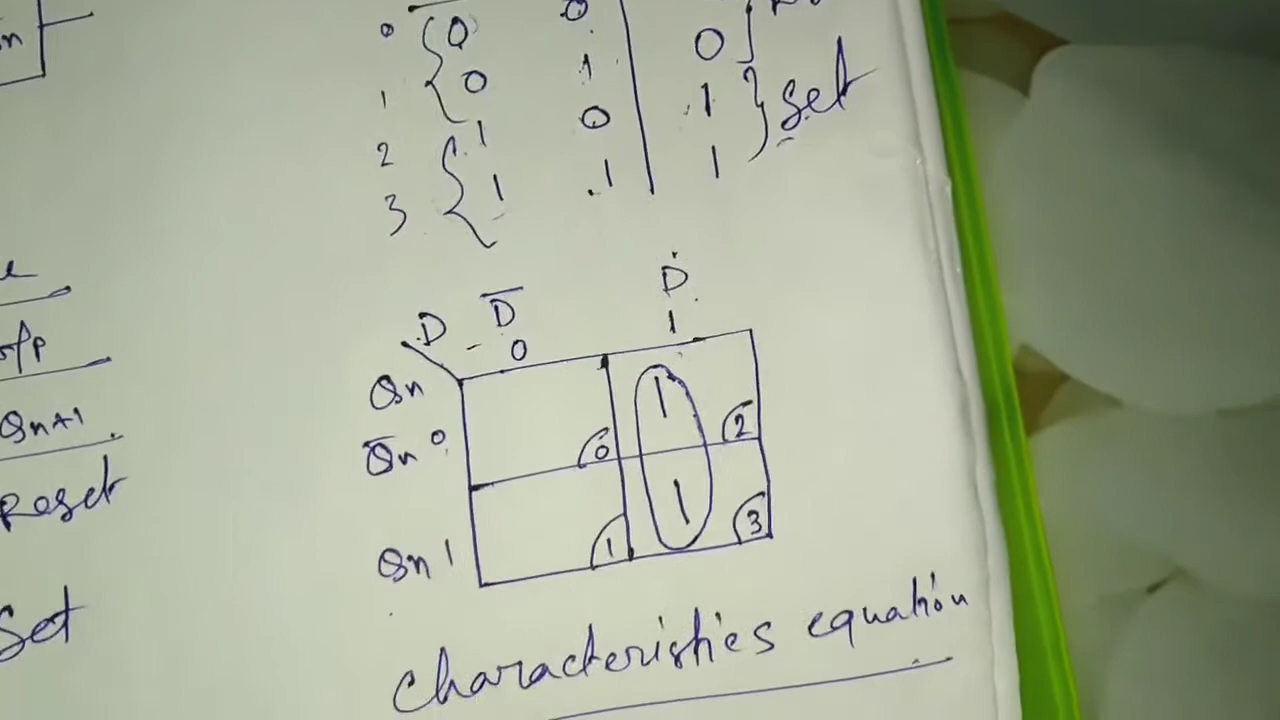 0 0 0
1 0 1 0
2 1 0 1 Set
3 1 1 1
o/p
Qn+1
Reset
Set
D D̅ D
0 1
Qn
Q̅n 0 1 0 2
Qn 1 1 1 3
Characteristics equation